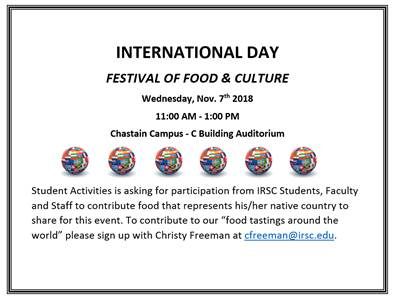 INTERNATIONAL DAY
FESTIVAL OF FOOD & CULTURE
Wednesday, Nov. 7th 2018
11:00 AM - 1:00 PM
Chastain Campus - C Building Auditorium
Student Activities is asking for participation from IRSC Students, Faculty
and Staff to contribute food that represents his/her native country to
share for this event. To contribute to our “food tastings around the
world” please sign up with Christy Freeman at cfreeman@irsc.edu.